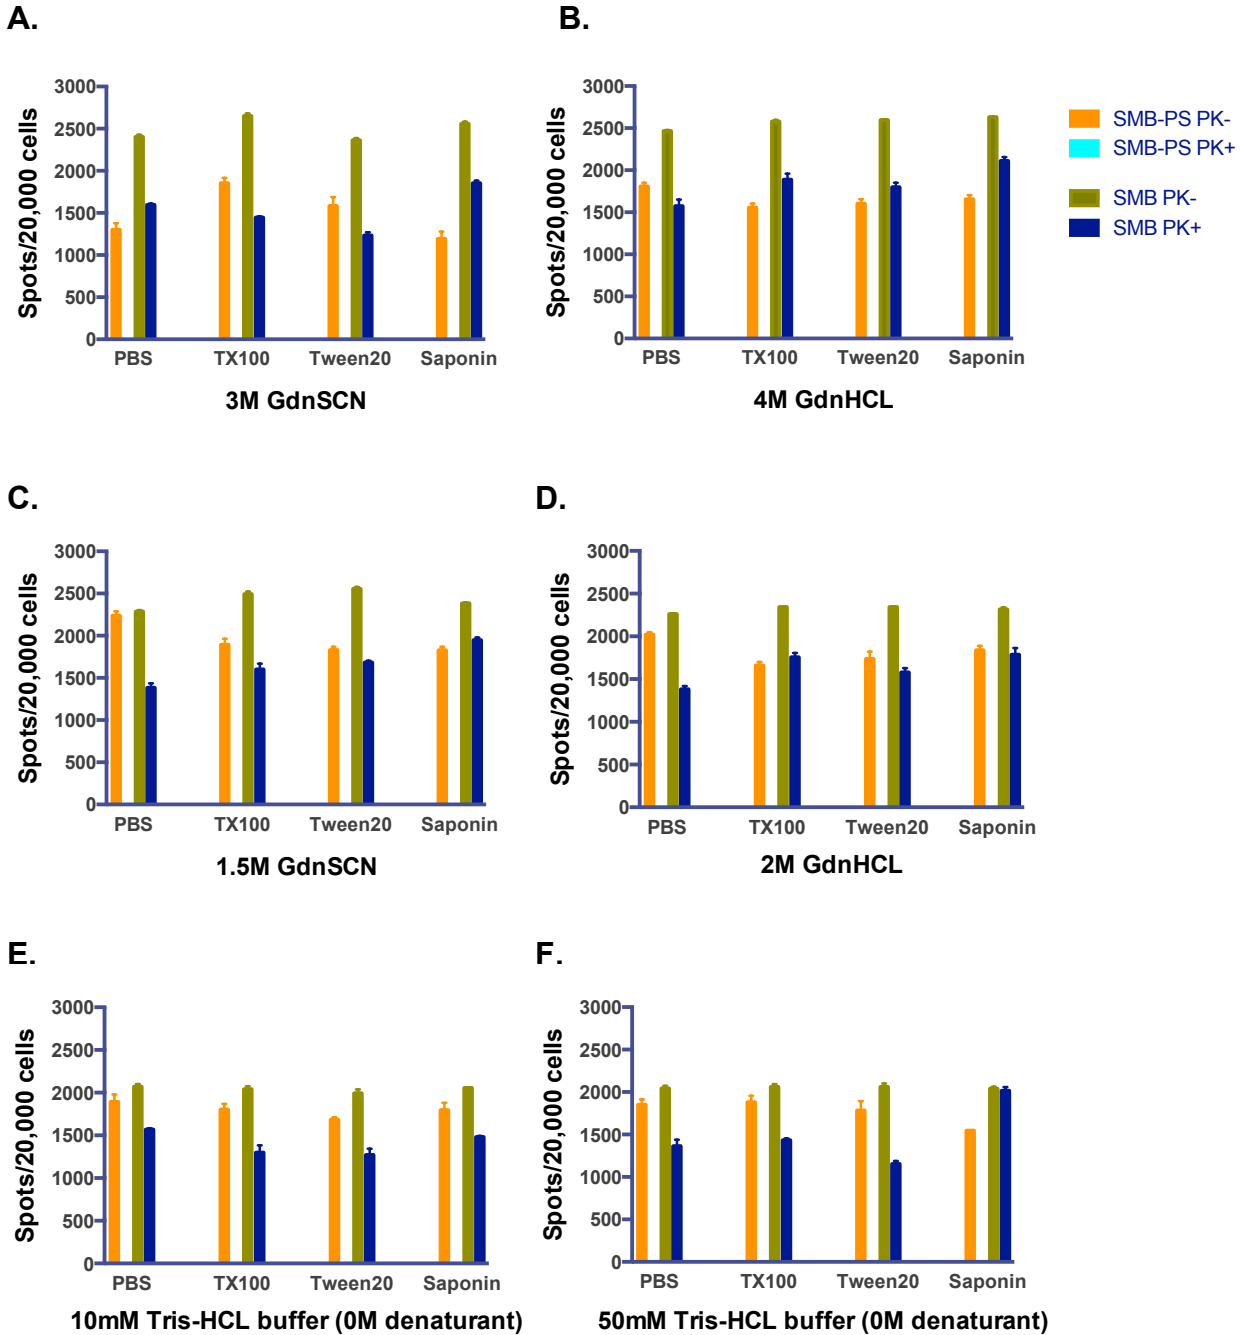 A.
B.
3000
2500
2000
1500
1000
500
0
Spots/20,000 cells
PBS TX100 Tween20 Saponin
3M GdnSCN
3000
2500
2000
1500
1000
500
0
Spots/20,000 cells
PBS TX100 Tween20 Saponin
4M GdnHCL
SMB-PS PK-
SMB-PS PK+
SMB PK-
SMB PK+
C.
D.
3000
2500
2000
1500
1000
500
0
Spots/20,000 cells
PBS TX100 Tween20 Saponin
1.5M GdnSCN
3000
2500
2000
1500
1000
500
0
Spots/20,000 cells
PBS TX100 Tween20 Saponin
2M GdnHCL
E.
F.
3000
2500
2000
1500
1000
500
0
Spots/20,000 cells
PBS TX100 Tween20 Saponin
10mM Tris-HCL buffer (0M denaturant)
3000
2500
2000
1500
1000
500
0
Spots/20,000 cells
PBS TX100 Tween20 Saponin
50mM Tris-HCL buffer (0M denaturant)